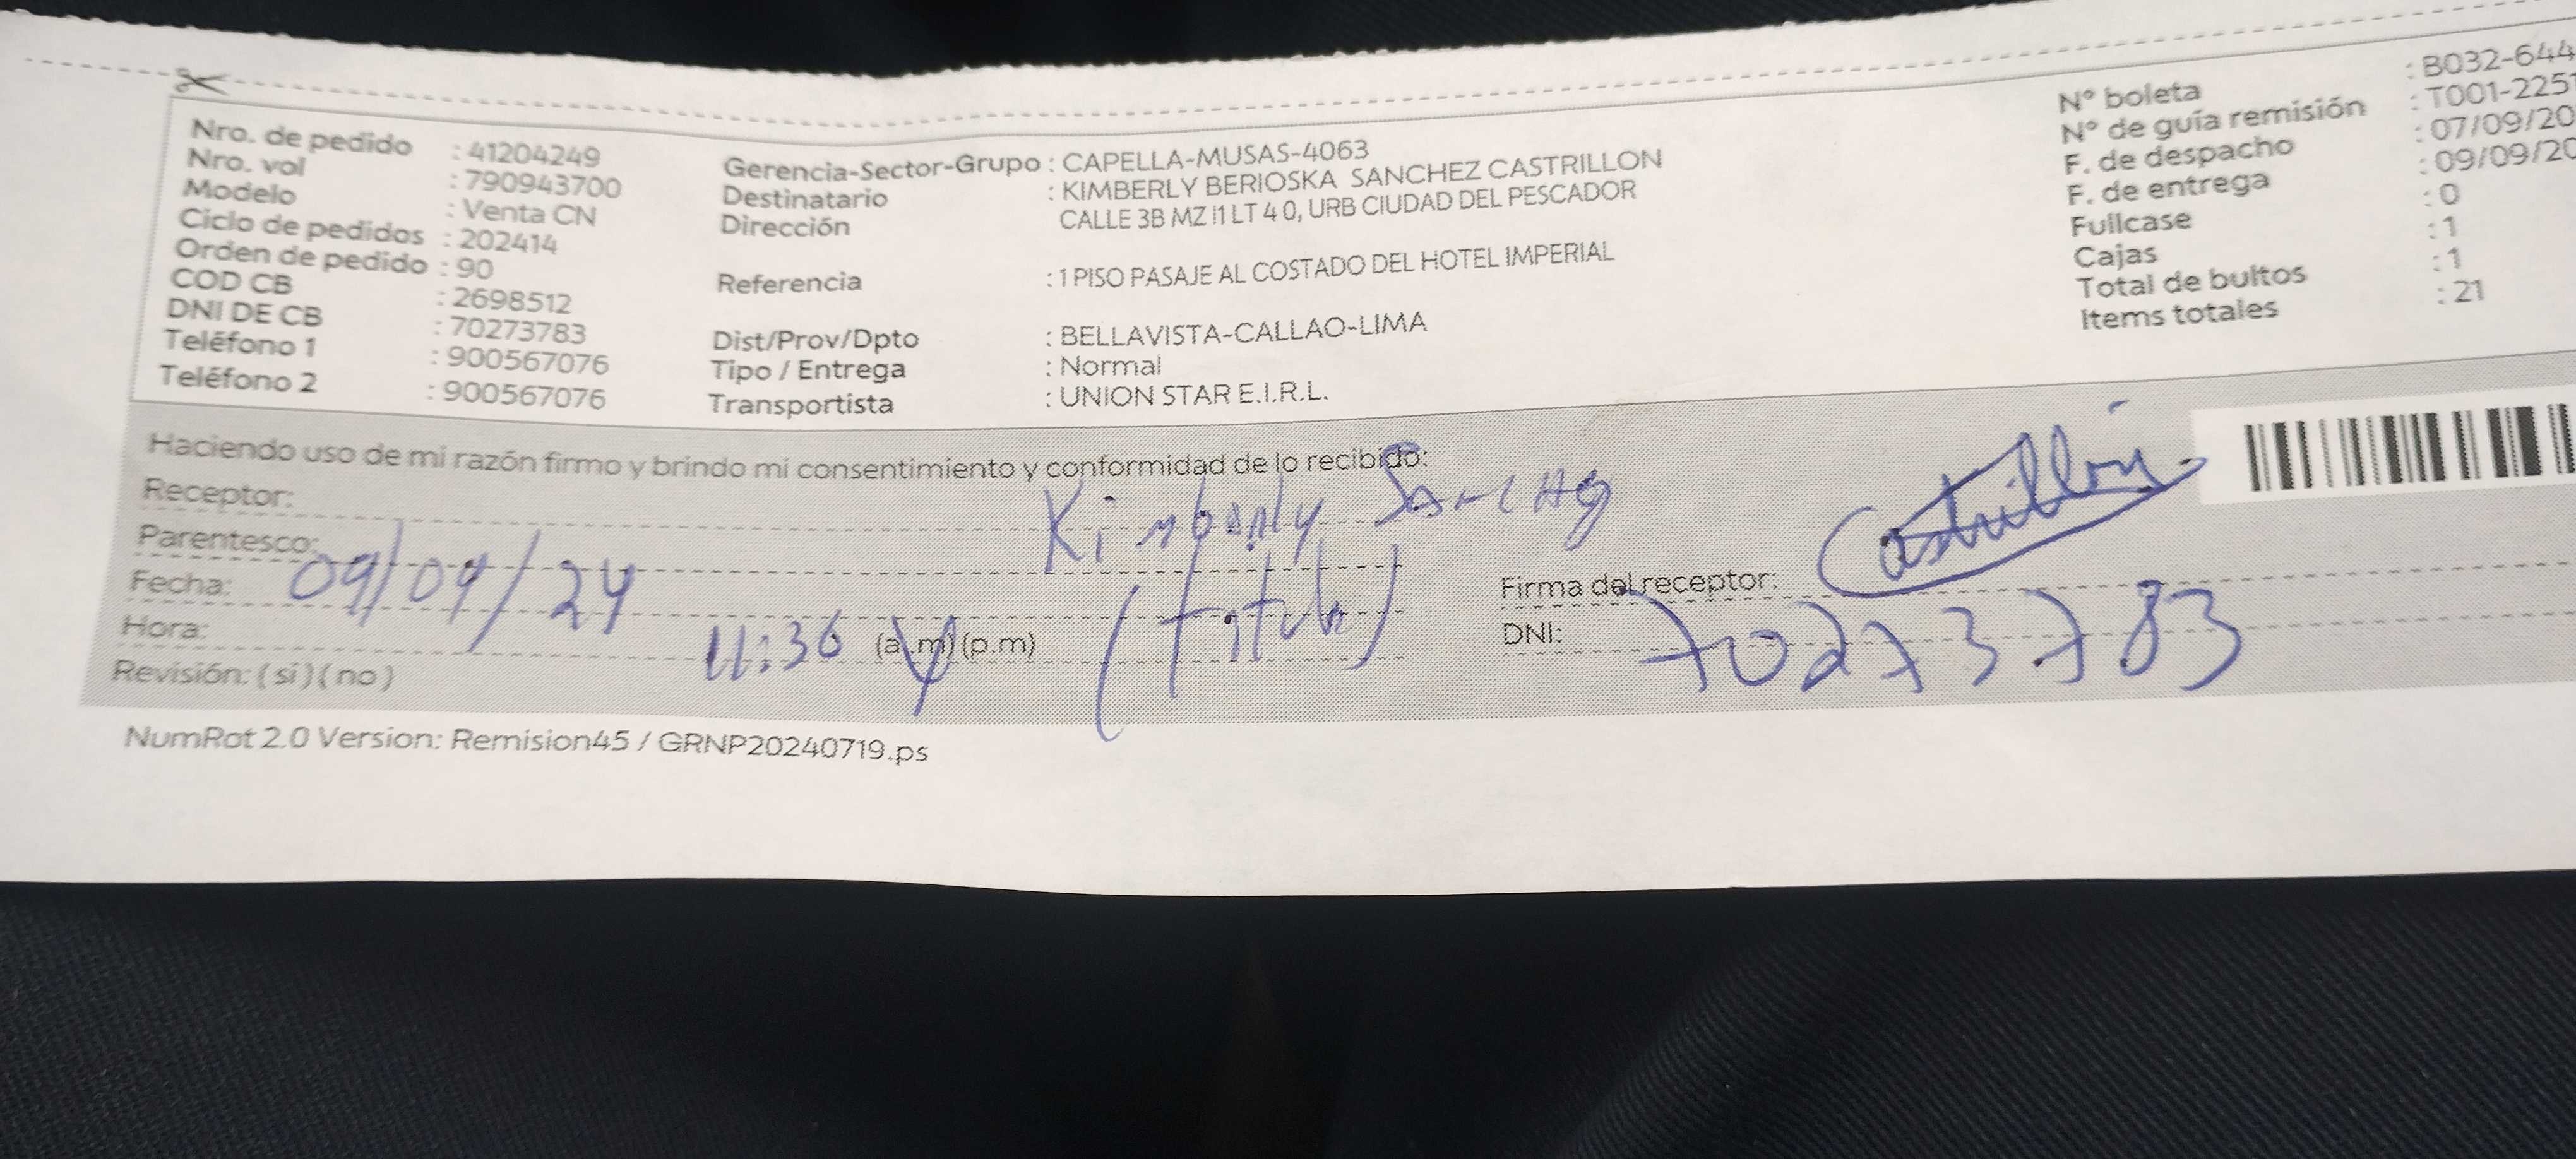 Nro. de pedido : 41204249
Nro. vol : 790943700
Modelo : Venta CN
Ciclo de pedidos : 202414
Orden de pedido : 90
COD CB : 2698512
DNI DE CB : 70273783
Teléfono 1 : 900567076
Teléfono 2 : 900567076
Gerencia-Sector-Grupo : CAPELLA-MUSAS-4063
Destinatario : KIMBERLY BERIOSKA SANCHEZ CASTRILLON
Dirección CALLE 3B MZ I1 LT 4 0, URB CIUDAD DEL PESCADOR
Referencia : 1 PISO PASAJE AL COSTADO DEL HOTEL IMPERIAL
Dist/Prov/Dpto : BELLAVISTA-CALLAO-LIMA
Tipo / Entrega : Normal
Transportista : UNION STAR E.I.R.L.
N° boleta : B032-644
N° de guía remisión : T001-2251
F. de despacho : 07/09/20
F. de entrega : 09/09/20
Fullcase : 0
Cajas : 1
Total de bultos : 1
Items totales : 21
Haciendo uso de mi razón firmo y brindo mi consentimiento y conformidad de lo recibido:
Receptor: Kimberly
Parentesco: (Titular)
Fecha: 09/09/24
Hora: 11:36 (a.m) (p.m)
Revisión: ( si ) ( no )
Firma del receptor: Castrillón
DNI: 70273783
NumRot 2.0 Version: Remision45 / GRNP20240719.ps